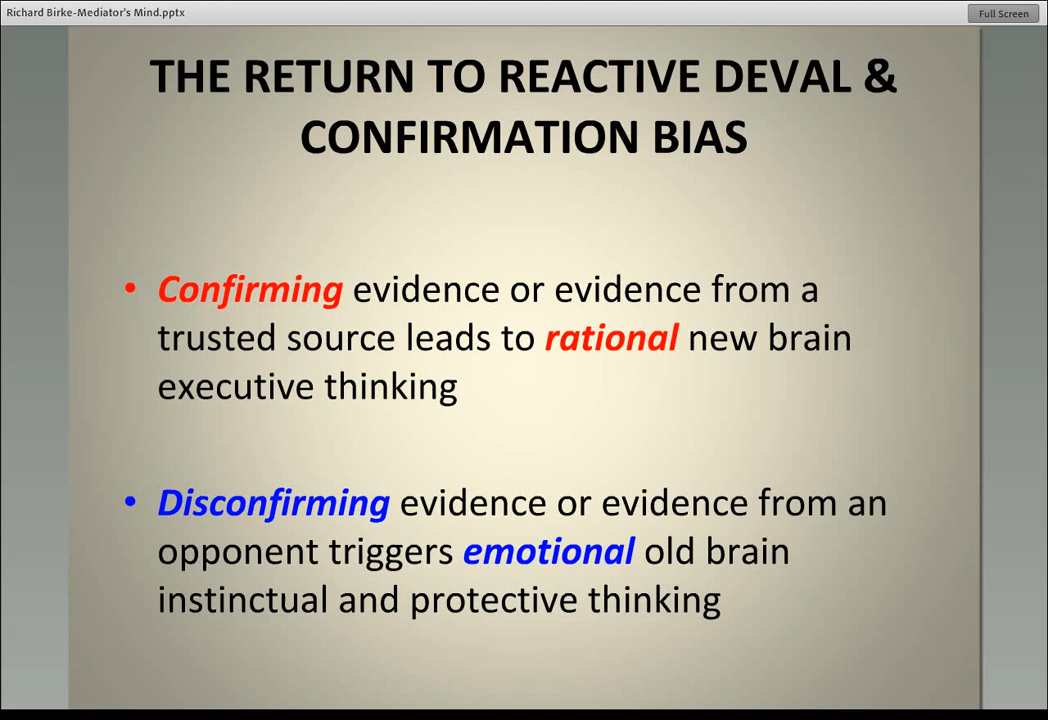 Richard Birke-Mediator's Mind.pptx
Full Screen
THE RETURN TO REACTIVE DEVAL &
CONFIRMATION BIAS
• Confirming evidence or evidence from a
trusted source leads to rational new brain
executive thinking
• Disconfirming evidence or evidence from an
opponent triggers emotional old brain
instinctual and protective thinking